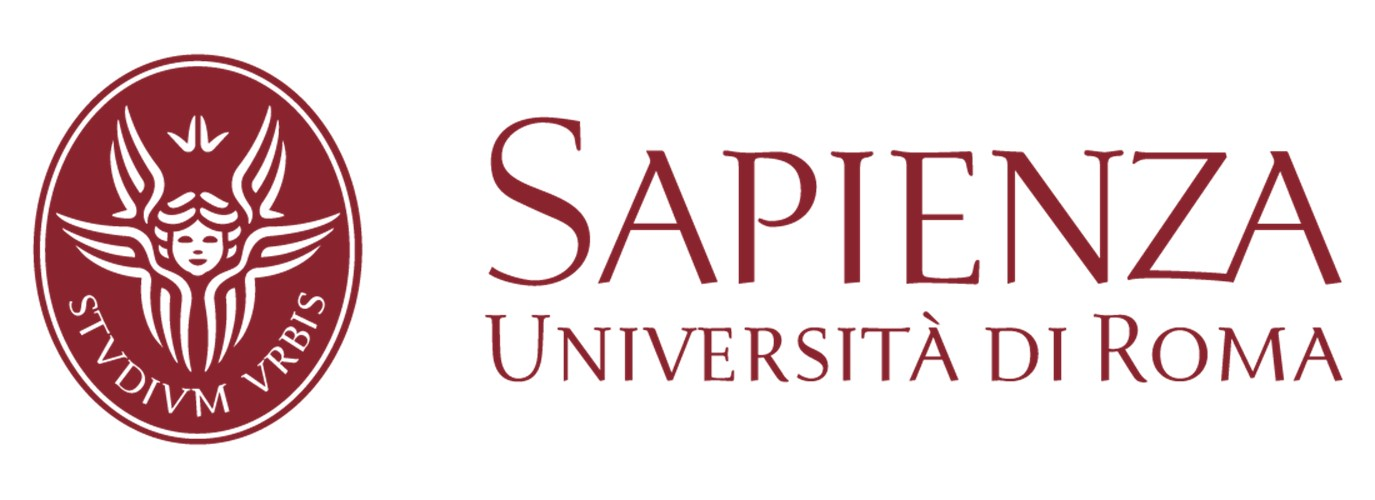 STVDIVM VRBIS
SAPIENZA
UNIVERSITÀ DI ROMA